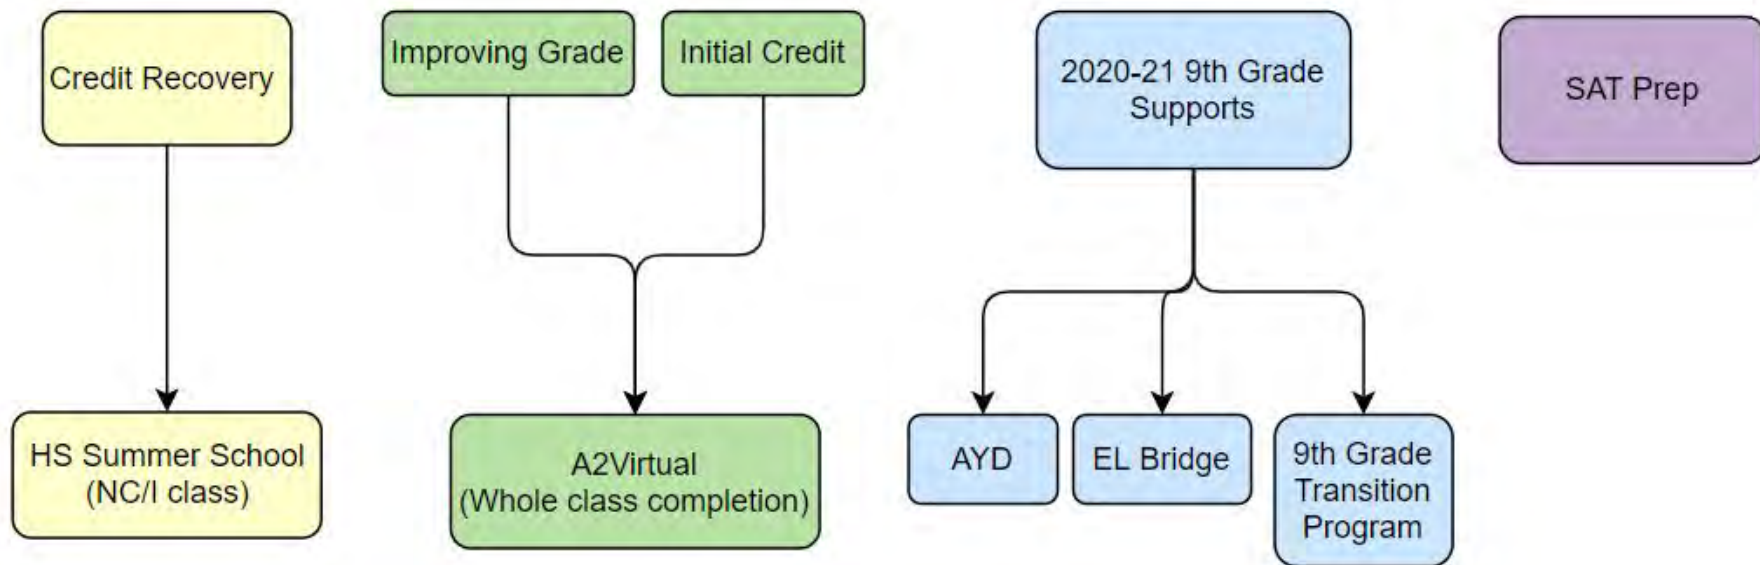 Credit Recovery
Improving Grade
Initial Credit
2020-21 9th Grade
Supports
SAT Prep
HS Summer School
(NC/I class)
A2Virtual
(Whole class completion)
AYD
EL Bridge
9th Grade
Transition
Program